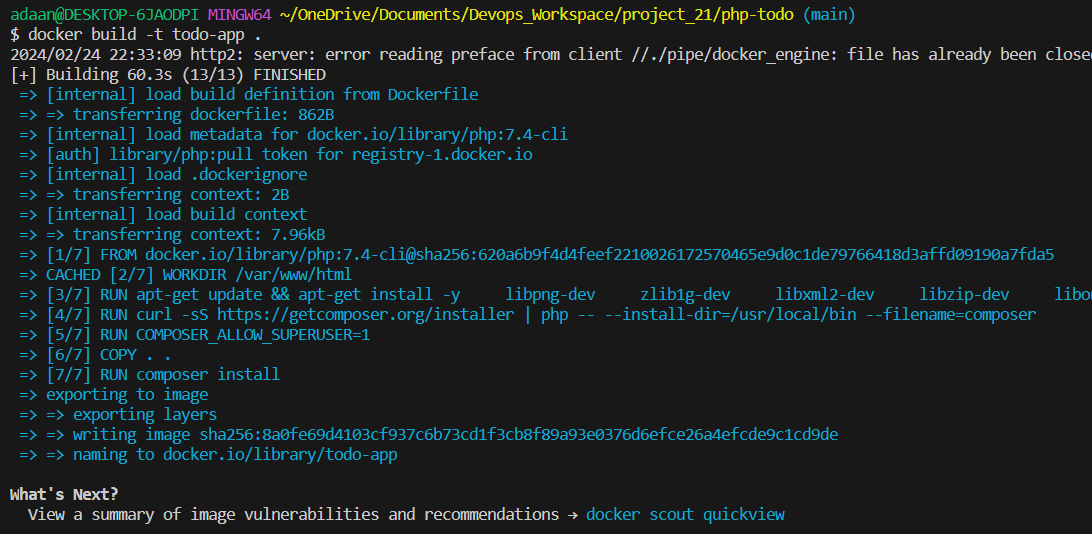 adaan@DESKTOP-6JAODPI MINGW64 ~/OneDrive/Documents/Devops_Workspace/project_21/php-todo (main)
$ docker build -t todo-app .
2024/02/24 22:33:09 http2: server: error reading preface from client //./pipe/docker_engine: file has already been close
[+] Building 60.3s (13/13) FINISHED
=> [internal] load build definition from Dockerfile
=> => transferring dockerfile: 862B
=> [internal] load metadata for docker.io/library/php:7.4-cli
=> [auth] library/php:pull token for registry-1.docker.io
=> [internal] load .dockerignore
=> => transferring context: 2B
=> [internal] load build context
=> => transferring context: 7.96kB
=> [1/7] FROM docker.io/library/php:7.4-cli@sha256:620a6b9f4d4feef2210026172570465e9d0c1de79766418d3affd09190a7fda5
=> CACHED [2/7] WORKDIR /var/www/html
=> [3/7] RUN apt-get update && apt-get install -y     libpng-dev     zlib1g-dev     libxml2-dev     libzip-dev     libo
=> [4/7] RUN curl -sS https://getcomposer.org/installer | php -- --install-dir=/usr/local/bin --filename=composer
=> [5/7] RUN COMPOSER_ALLOW_SUPERUSER=1
=> [6/7] COPY . .
=> [7/7] RUN composer install
=> exporting to image
=> => exporting layers
=> => writing image sha256:8a0fe69d4103cf937c6b73cd1f3cb8f89a93e0376d6efce26a4efcde9c1cd9de
=> => naming to docker.io/library/todo-app
What's Next?
View a summary of image vulnerabilities and recommendations → docker scout quickview